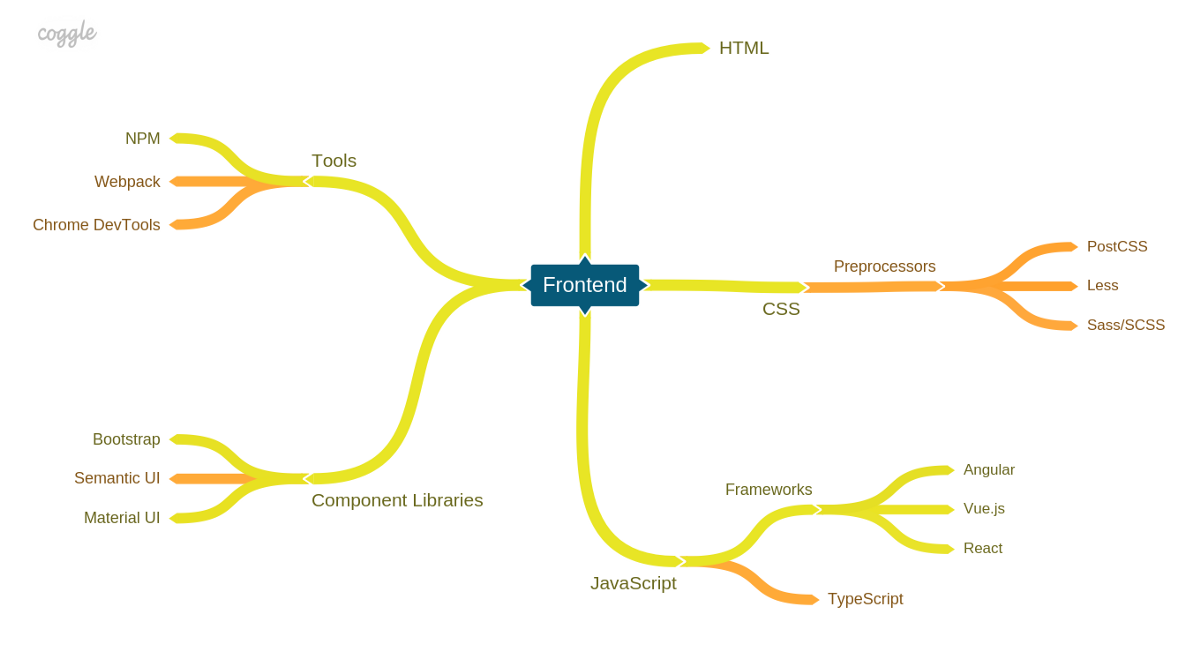 coggle
HTML
NPM
Tools
Webpack
Chrome DevTools
Frontend
Preprocessors
PostCSS
Less
CSS
Sass/SCSS
Bootstrap
Semantic UI
Component Libraries
Material UI
Frameworks
Angular
Vue.js
React
JavaScript
TypeScript